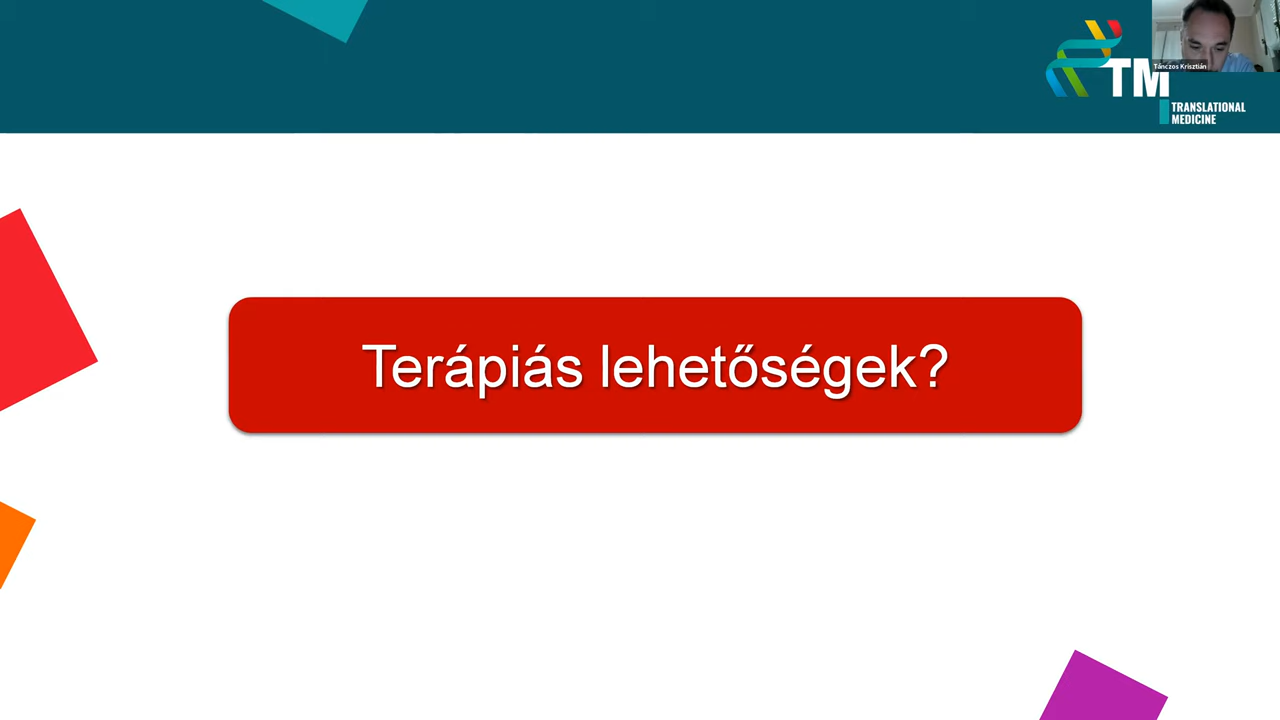 Tánczos Krisztián
TM
TRANSLATIONAL
MEDICINE
Terápiás lehetőségek?